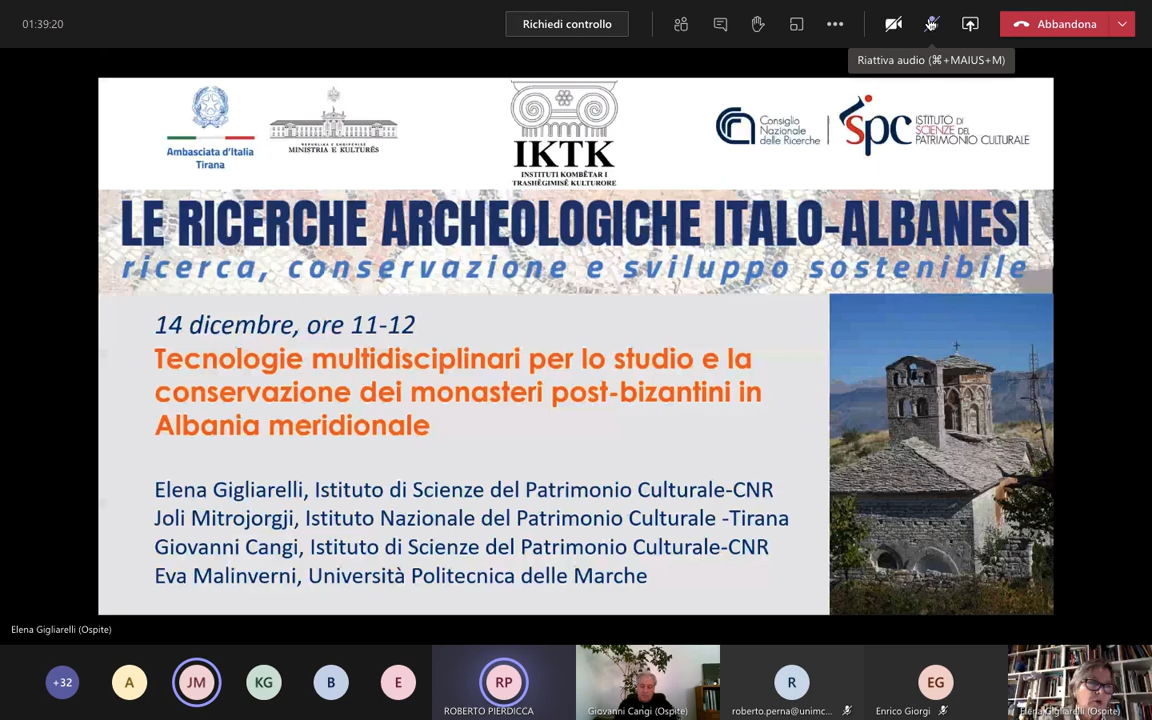 01:39:20
Richiedi controllo
Abbandona
Riattiva audio (⌘+MAIUS+M)
Ambasciata d'Italia
Tirana
REPUBLIKA E SHQIPËRISË
MINISTRIA E KULTURËS
IKTK
INSTITUTI KOMBËTAR I
TRASHËGIMISË KULTURORE
Consiglio
Nazionale
delle Ricerche
SPC
ISTITUTO DI
SCIENZE DEL
PATRIMONIO CULTURALE
LE RICERCHE ARCHEOLOGICHE ITALO-ALBANESI
ricerca, conservazione e sviluppo sostenibile
14 dicembre, ore 11-12
Tecnologie multidisciplinari per lo studio e la
conservazione dei monasteri post-bizantini in
Albania meridionale
Elena Gigliarelli, Istituto di Scienze del Patrimonio Culturale-CNR
Joli Mitrojorgji, Istituto Nazionale del Patrimonio Culturale -Tirana
Giovanni Cangi, Istituto di Scienze del Patrimonio Culturale-CNR
Eva Malinverni, Università Politecnica delle Marche
Elena Gigliarelli (Ospite)
+32
A
JM
KG
B
E
RP
ROBERTO PIERDICCA
Giovanni Cangi (Ospite)
R
roberto.perna@unimc...
EG
Enrico Giorgi
Elena Gigliarelli (Ospite)